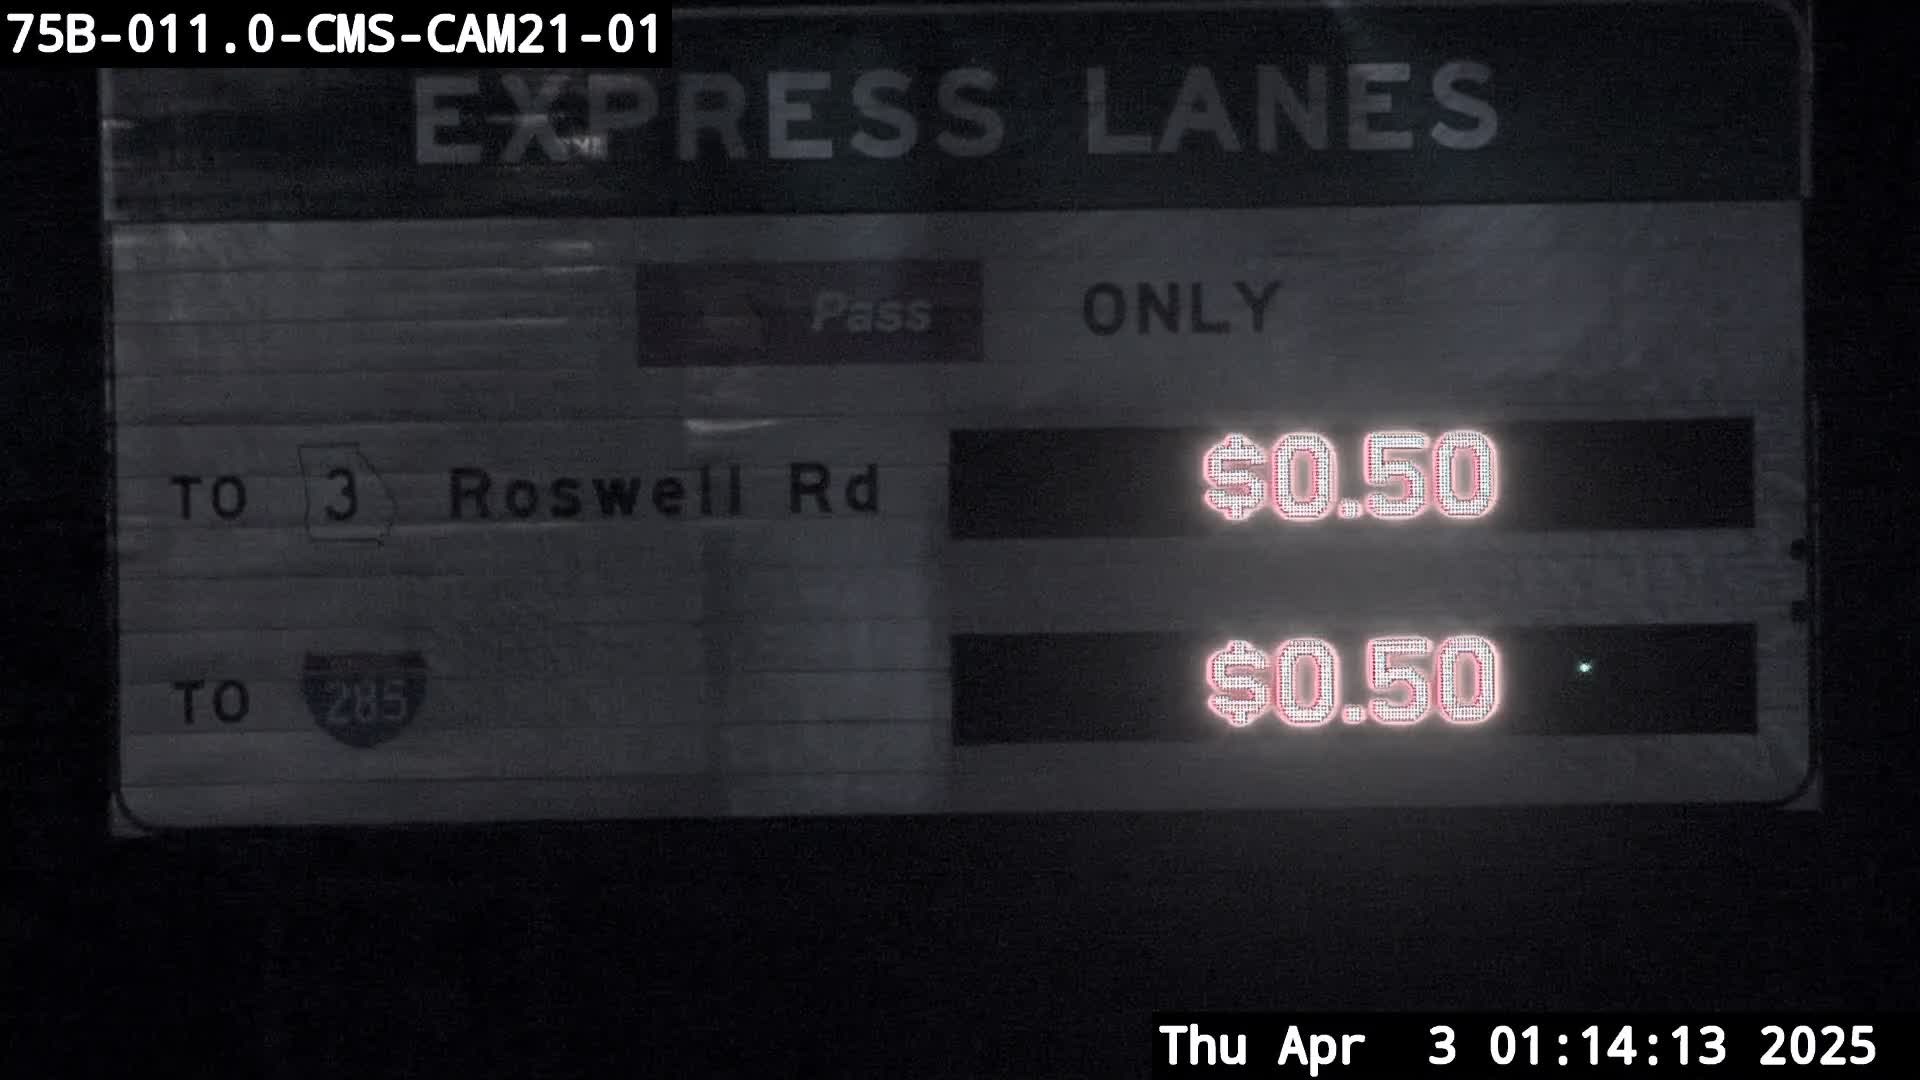 75B-011.0-CMS-CAM21-01
EXPRESS LANES
Pass ONLY
TO 3 Roswell Rd $0.50
TO 285 $0.50
Thu Apr 3 01:14:13 2025